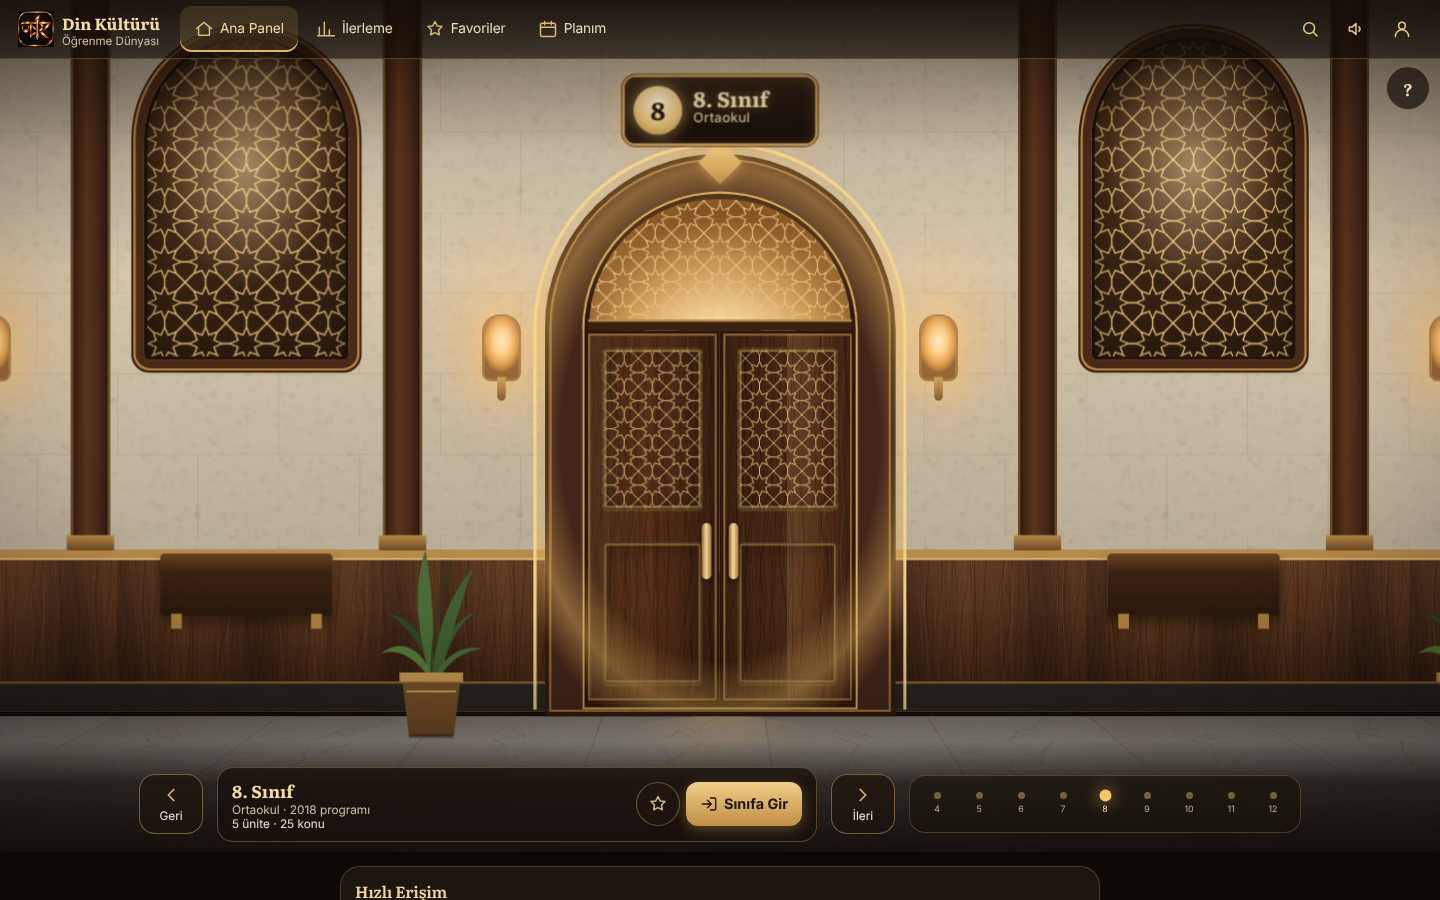 Din Kültürü
Öğrenme Dünyası
Ana Panel
İlerleme
Favoriler
Planım
?
8
8. Sınıf
Ortaokul
Geri
8. Sınıf
Ortaokul · 2018 programı
5 ünite · 25 konu
Sınıfa Gir
İleri
4 5 6 7 8 9 10 11 12
Hızlı Erişim